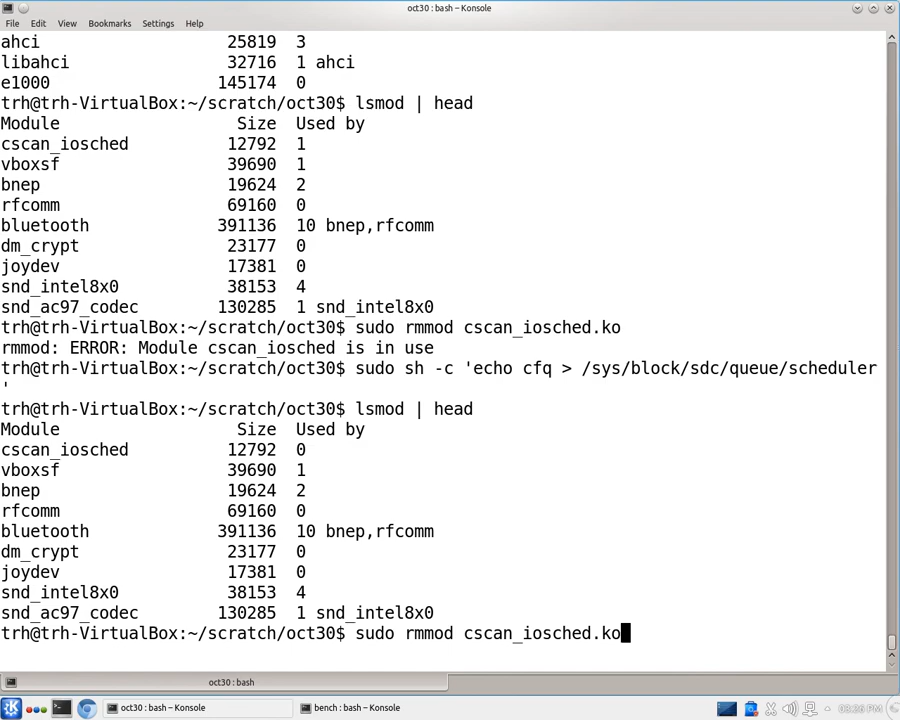 oct30 : bash – Konsole
File Edit View Bookmarks Settings Help
ahci 25819 3
libahci 32716 1 ahci
e1000 145174 0
trh@trh-VirtualBox:~/scratch/oct30$ lsmod | head
Module Size Used by
cscan_iosched 12792 1
vboxsf 39690 1
bnep 19624 2
rfcomm 69160 0
bluetooth 391136 10 bnep,rfcomm
dm_crypt 23177 0
joydev 17381 0
snd_intel8x0 38153 4
snd_ac97_codec 130285 1 snd_intel8x0
trh@trh-VirtualBox:~/scratch/oct30$ sudo rmmod cscan_iosched.ko
rmmod: ERROR: Module cscan_iosched is in use
trh@trh-VirtualBox:~/scratch/oct30$ sudo sh -c 'echo cfq > /sys/block/sdc/queue/scheduler
'
trh@trh-VirtualBox:~/scratch/oct30$ lsmod | head
Module Size Used by
cscan_iosched 12792 0
vboxsf 39690 1
bnep 19624 2
rfcomm 69160 0
bluetooth 391136 10 bnep,rfcomm
dm_crypt 23177 0
joydev 17381 0
snd_intel8x0 38153 4
snd_ac97_codec 130285 1 snd_intel8x0
trh@trh-VirtualBox:~/scratch/oct30$ sudo rmmod cscan_iosched.ko
oct30 : bash
oct30 : bash – Konsole bench : bash – Konsole 03:36 PM